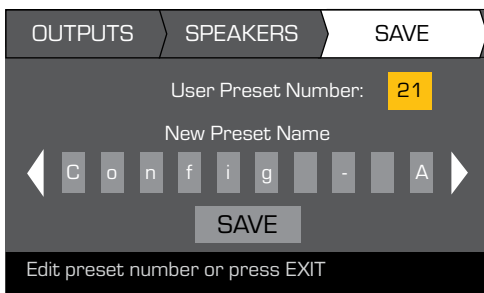 OUTPUTS SPEAKERS SAVE
User Preset Number: 21
New Preset Name
C o n f i g - A
SAVE
Edit preset number or press EXIT